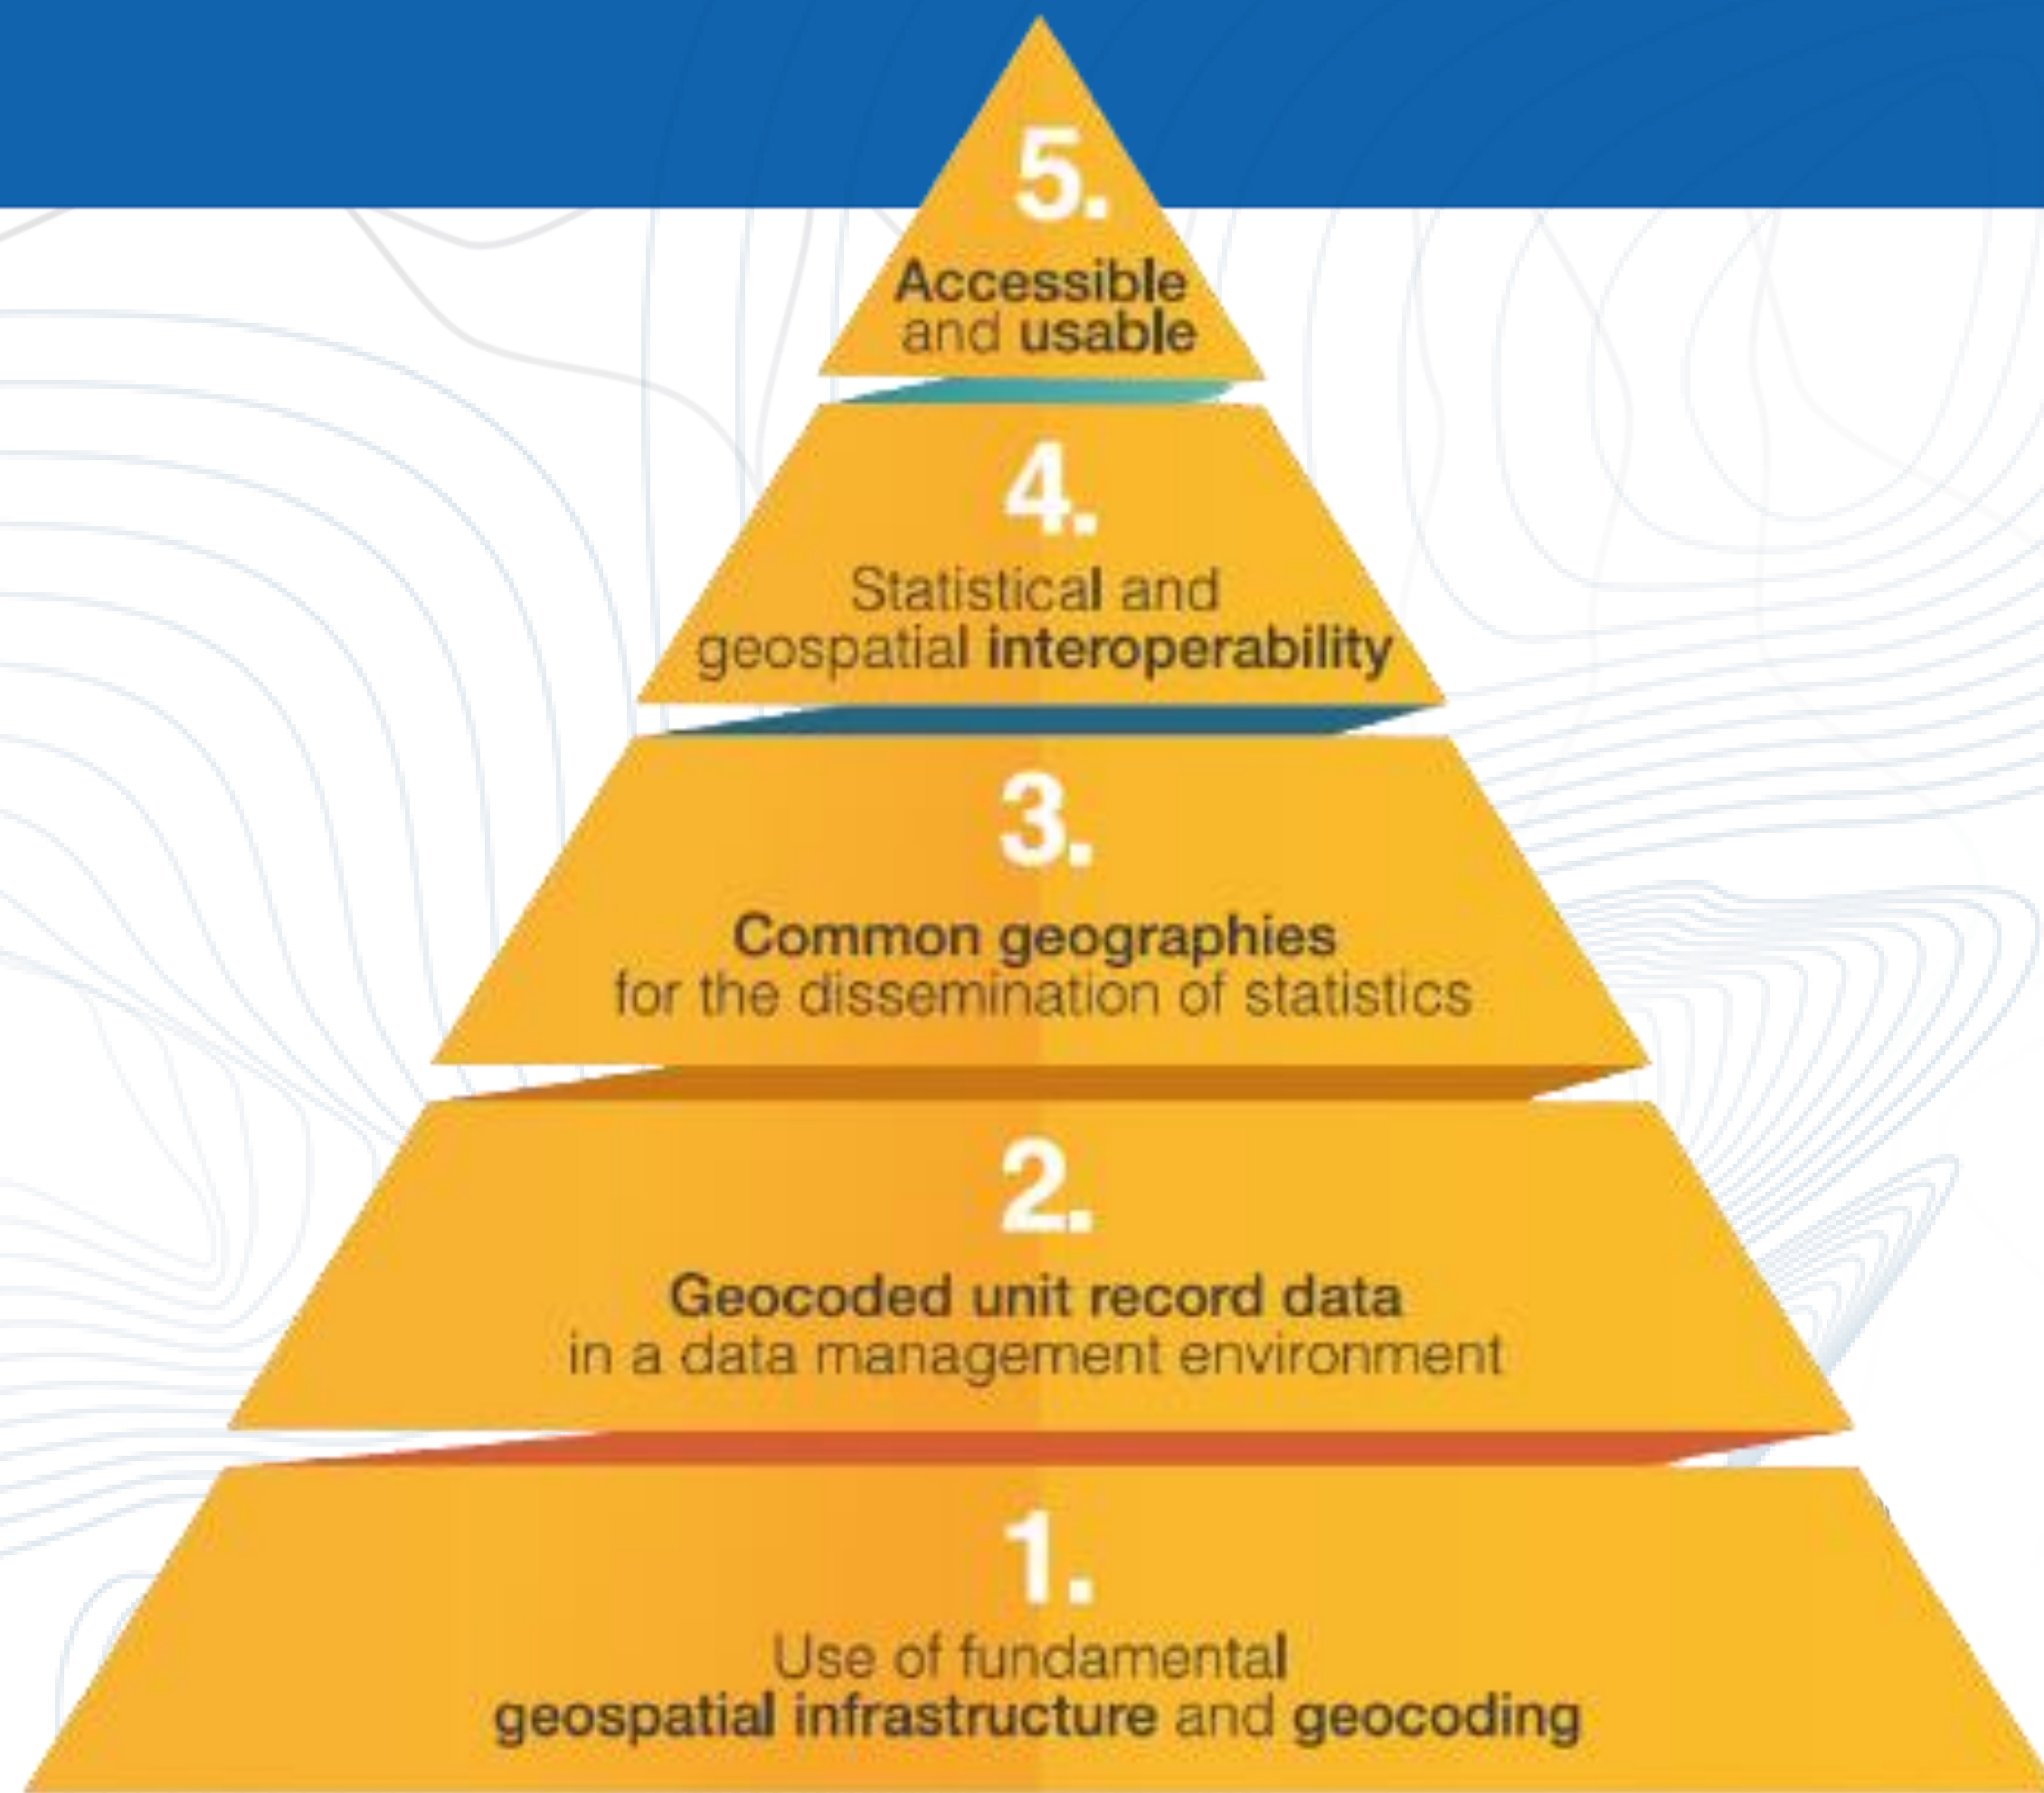 5.
Accessible
and usable
4.
Statistical and
geospatial interoperability
3.
Common geographies
for the dissemination of statistics
2.
Geocoded unit record data
in a data management environment
1.
Use of fundamental
geospatial infrastructure and geocoding